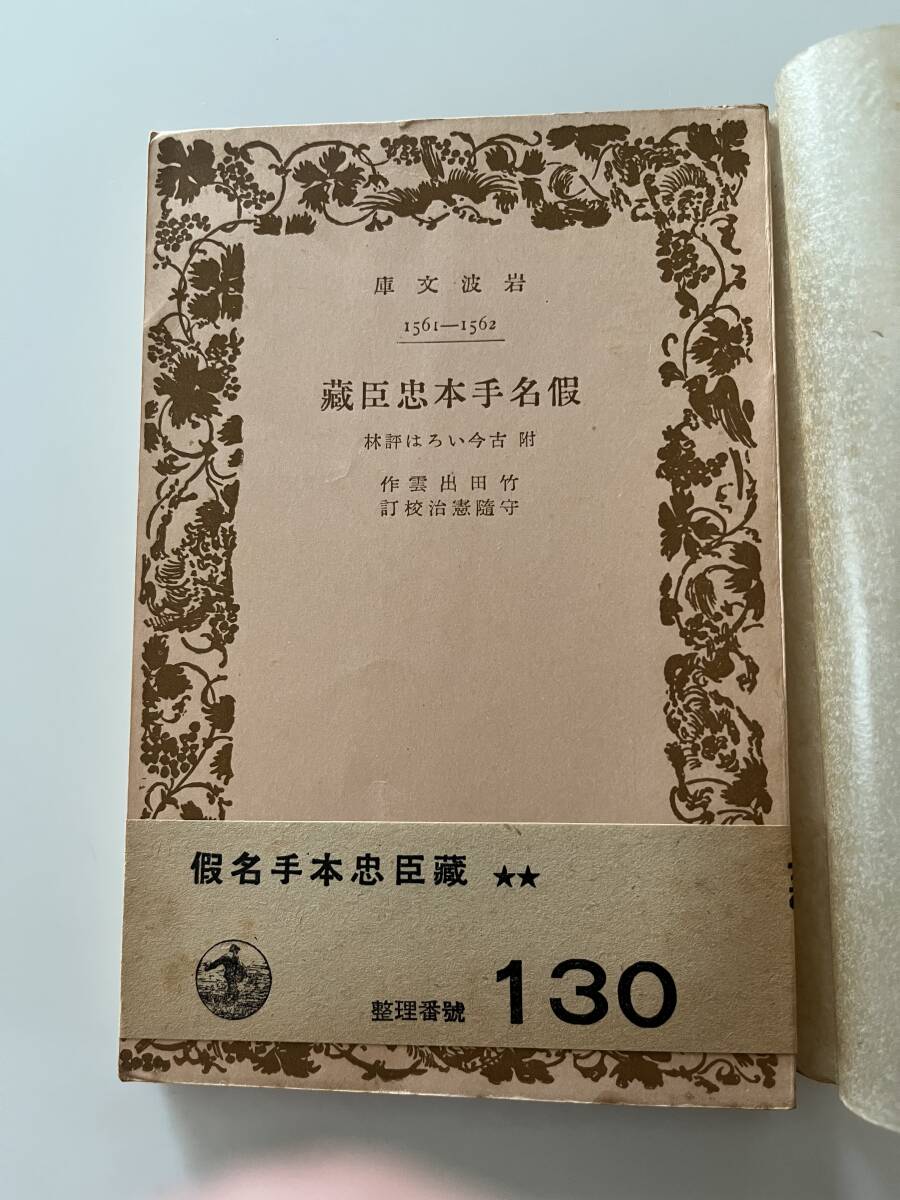 岩波文庫
1561—1562
假名手本忠臣藏
附 古今いろは評林
竹田出雲作
守隨憲治校訂
假名手本忠臣藏 ★★
整理番號 130